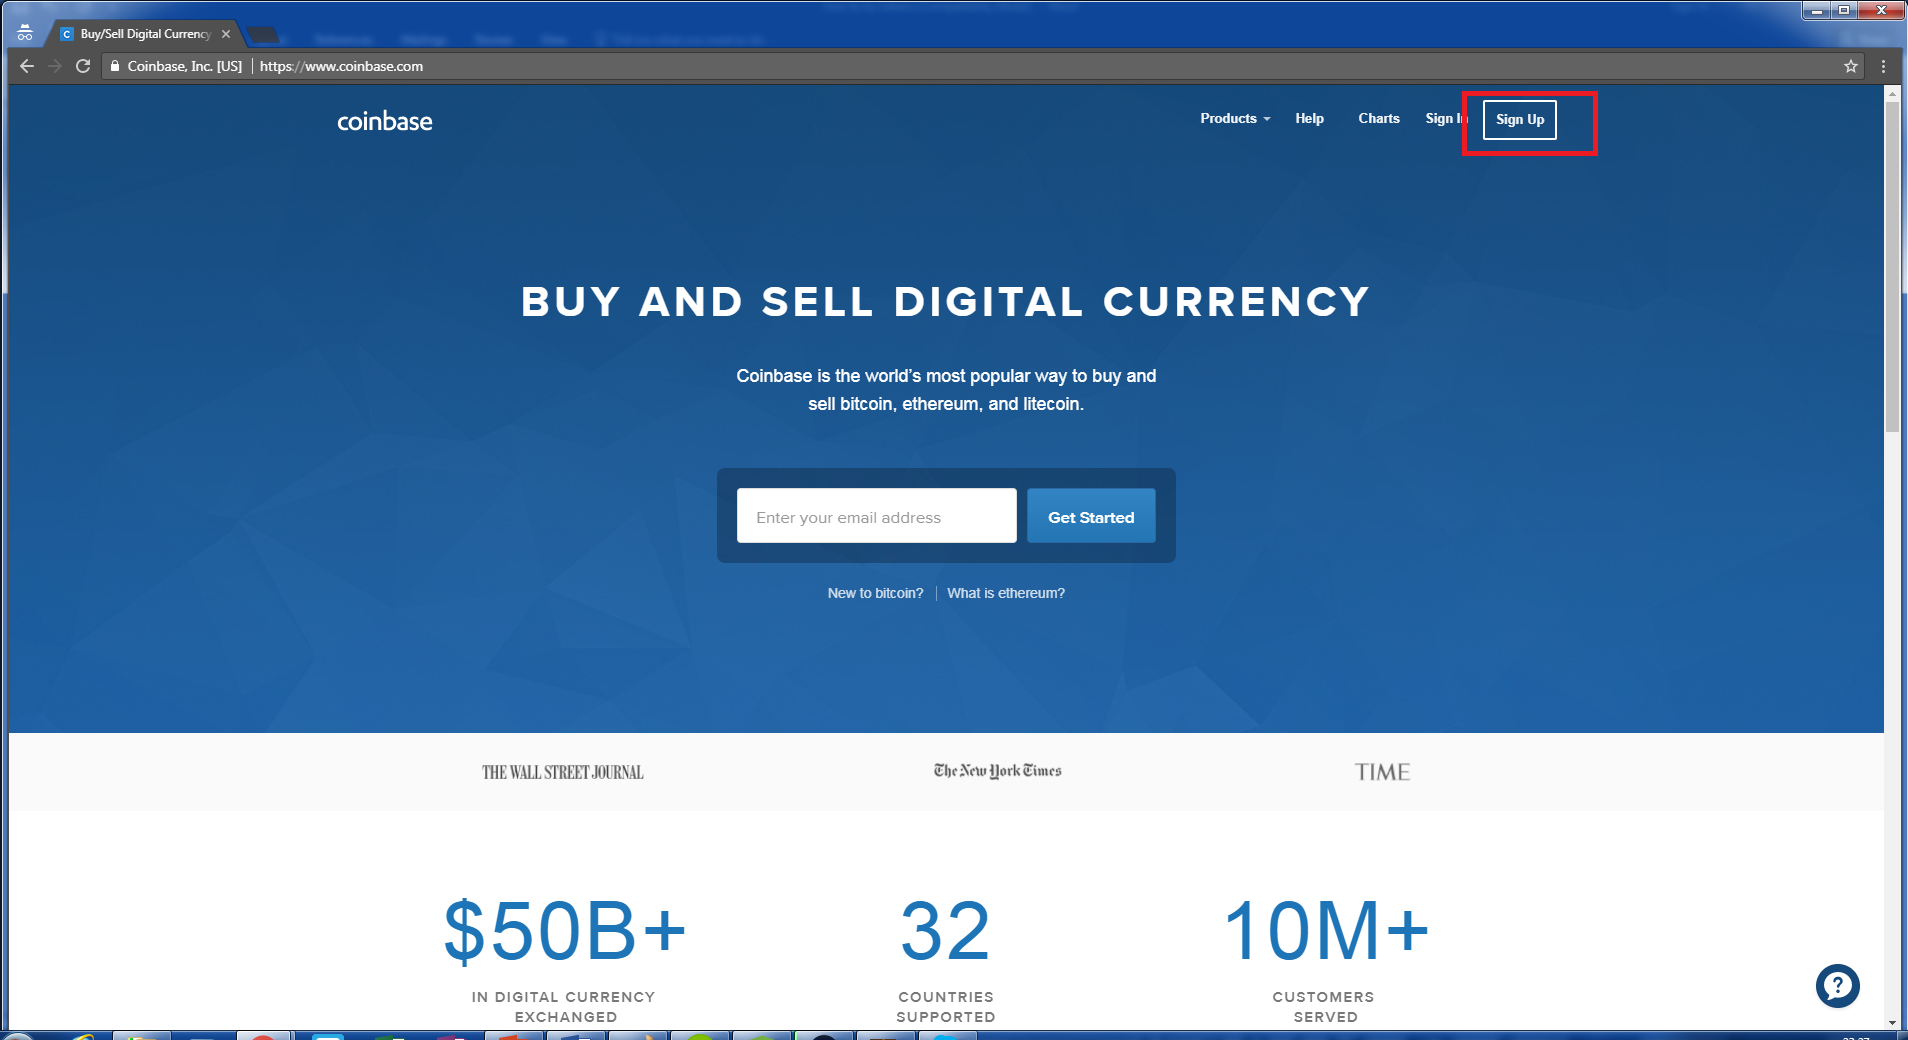 Buy/Sell Digital Currency
Coinbase, Inc. [US] https://www.coinbase.com
coinbase
Products Help Charts Sign In Sign Up
BUY AND SELL DIGITAL CURRENCY
Coinbase is the world's most popular way to buy and
sell bitcoin, ethereum, and litecoin.
Enter your email address Get Started
New to bitcoin? What is ethereum?
THE WALL STREET JOURNAL The New York Times TIME
$50B+ 32 10M+
IN DIGITAL CURRENCY COUNTRIES CUSTOMERS
EXCHANGED SUPPORTED SERVED